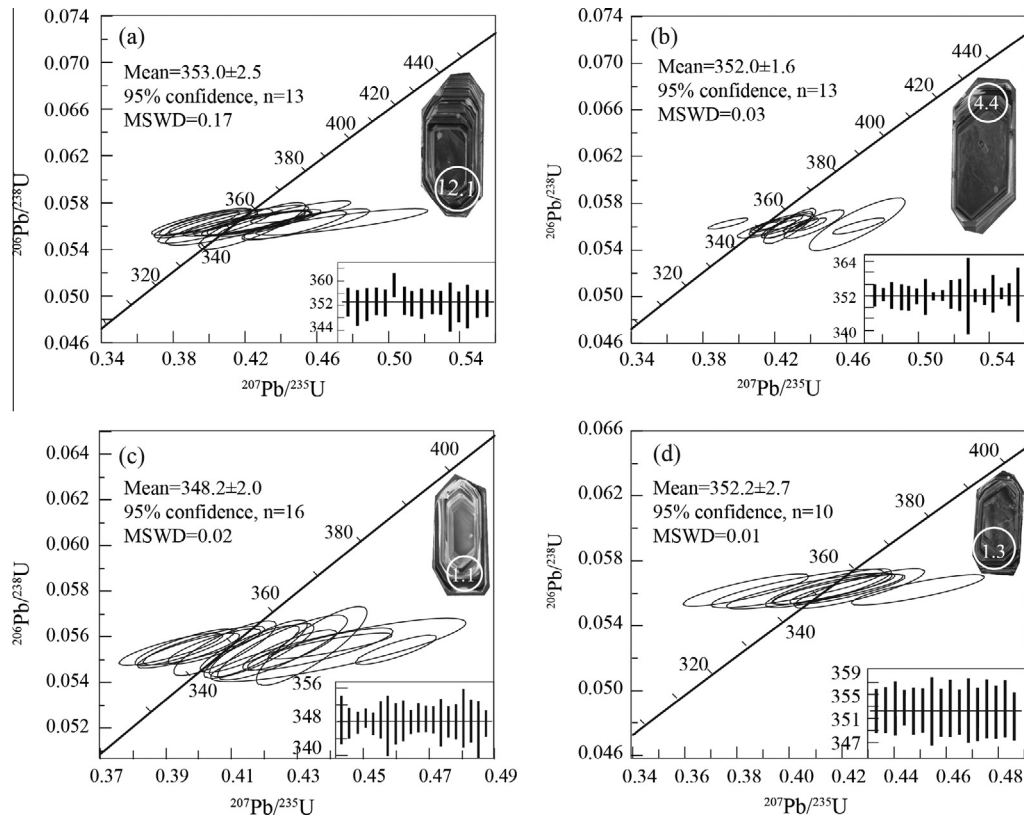 (a)
Mean=353.0±2.5
95% confidence, n=13
MSWD=0.17
0.074
0.070
0.066
0.062
0.058
0.054
0.050
0.046
²⁰⁶Pb/²³⁸U
440
420
400
380
360
340
320
12.1
360
352
344
0.34 0.38 0.42 0.46 0.50 0.54
²⁰⁷Pb/²³⁵U
(b)
Mean=352.0±1.6
95% confidence, n=13
MSWD=0.03
0.074
0.070
0.066
0.062
0.058
0.054
0.050
0.046
²⁰⁶Pb/²³⁸U
440
420
400
380
360
340
320
4.4
364
352
340
0.34 0.38 0.42 0.46 0.50 0.54
²⁰⁷Pb/²³⁵U
(c)
Mean=348.2±2.0
95% confidence, n=16
MSWD=0.02
0.064
0.062
0.060
0.058
0.056
0.054
0.052
²⁰⁶Pb/²³⁸U
400
380
360
340
1.1
356
348
340
0.37 0.39 0.41 0.43 0.45 0.47 0.49
²⁰⁷Pb/²³⁵U
(d)
Mean=352.2±2.7
95% confidence, n=10
MSWD=0.01
0.066
0.062
0.058
0.054
0.050
0.046
²⁰⁶Pb/²³⁸U
400
380
360
340
320
1.3
359
355
351
347
0.34 0.36 0.38 0.40 0.42 0.44 0.46 0.48
²⁰⁷Pb/²³⁵U